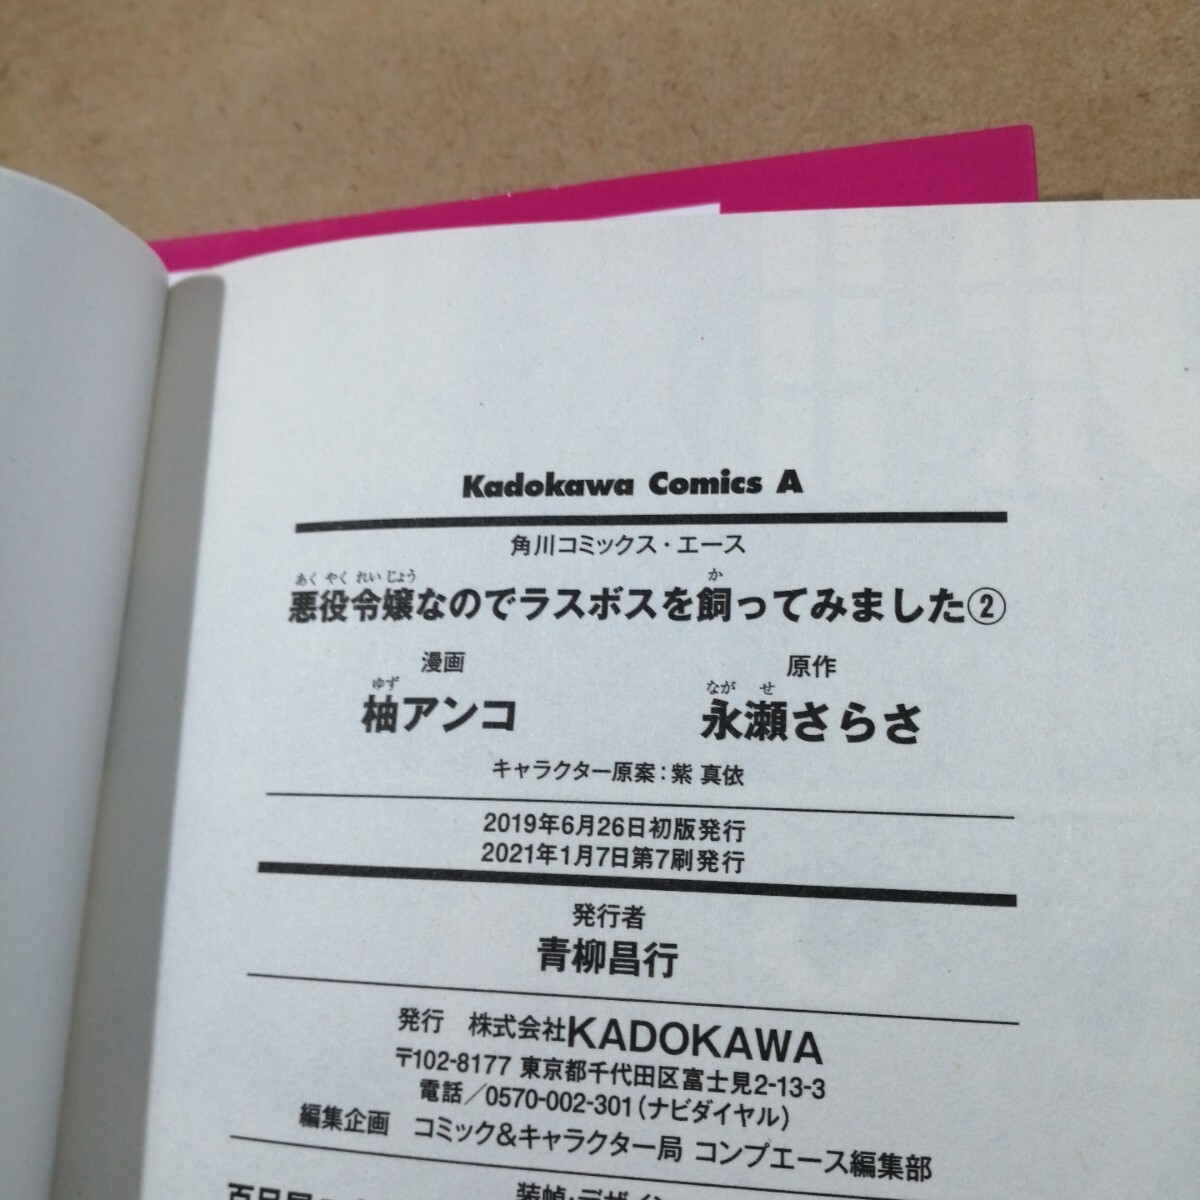 Kadokawa Comics A
角川コミックス・エース
あく やく れい じょう か
悪役令嬢なのでラスボスを飼ってみました②
漫画 原作
ゆず なが せ
柚アンコ 永瀬さらさ
キャラクター原案:紫 真依
2019年6月26日初版発行
2021年1月7日第7刷発行
発行者
青柳昌行
発行 株式会社KADOKAWA
〒102-8177 東京都千代田区富士見2-13-3
電話/0570-002-301(ナビダイヤル)
編集企画 コミック&キャラクター局 コンプエース編集部
装幀・デザイン